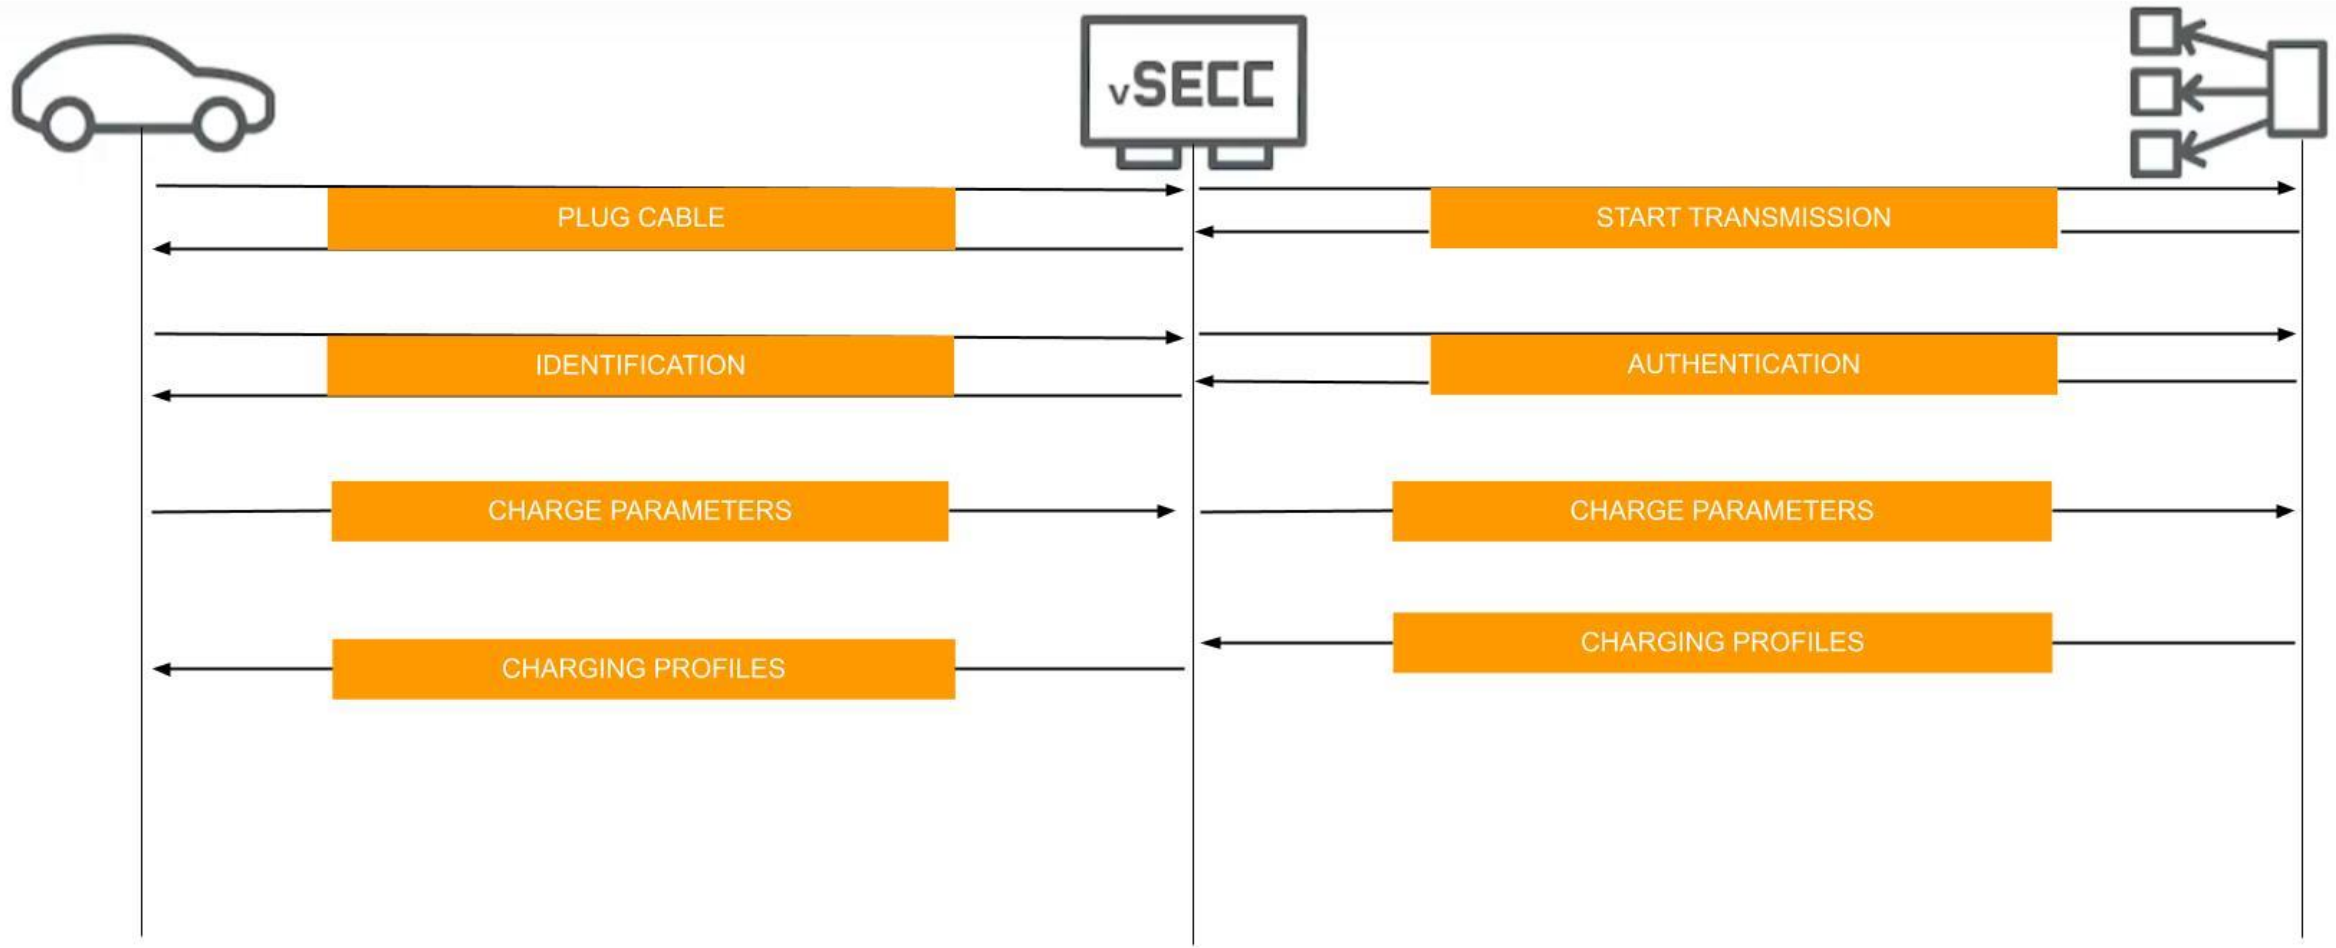 vSECC
PLUG CABLE
START TRANSMISSION
IDENTIFICATION
AUTHENTICATION
CHARGE PARAMETERS
CHARGE PARAMETERS
CHARGING PROFILES
CHARGING PROFILES